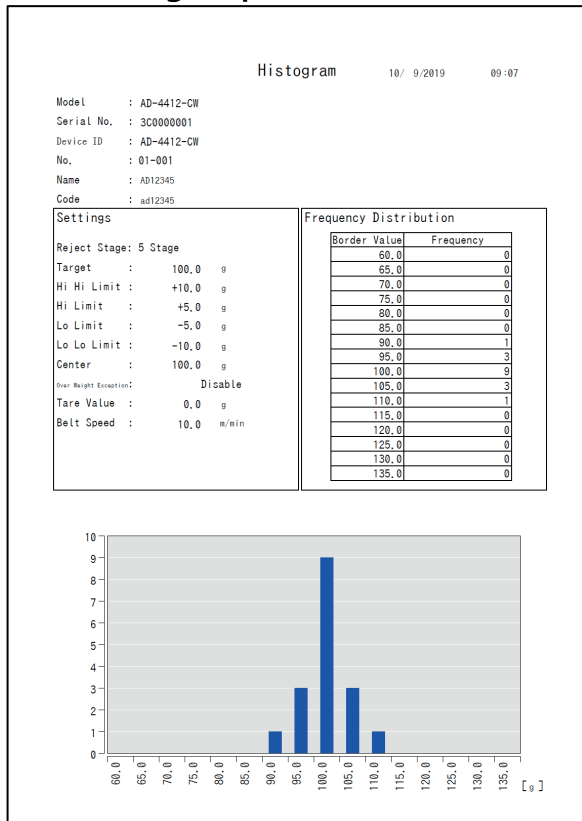 Histogram 10/ 9/2019 09:07
Model : AD-4412-CW
Serial No. : 3C0000001
Device ID : AD-4412-CW
No. : 01-001
Name : AD12345
Code : ad12345
Settings
Reject Stage: 5 Stage
Target : 100.0 g
Hi Hi Limit : +10.0 g
Hi Limit : +5.0 g
Lo Limit : -5.0 g
Lo Lo Limit : -10.0 g
Center : 100.0 g
Over Weight Exception: Disable
Tare Value : 0.0 g
Belt Speed : 10.0 m/min
Frequency Distribution
Border Value Frequency
60.0 0
65.0 0
70.0 0
75.0 0
80.0 0
85.0 0
90.0 1
95.0 3
100.0 9
105.0 3
110.0 1
115.0 0
120.0 0
125.0 0
130.0 0
135.0 0
10
9
8
7
6
5
4
3
2
1
0
60.0 65.0 70.0 75.0 80.0 85.0 90.0 95.0 100.0 105.0 110.0 115.0 120.0 125.0 130.0 135.0 [g]